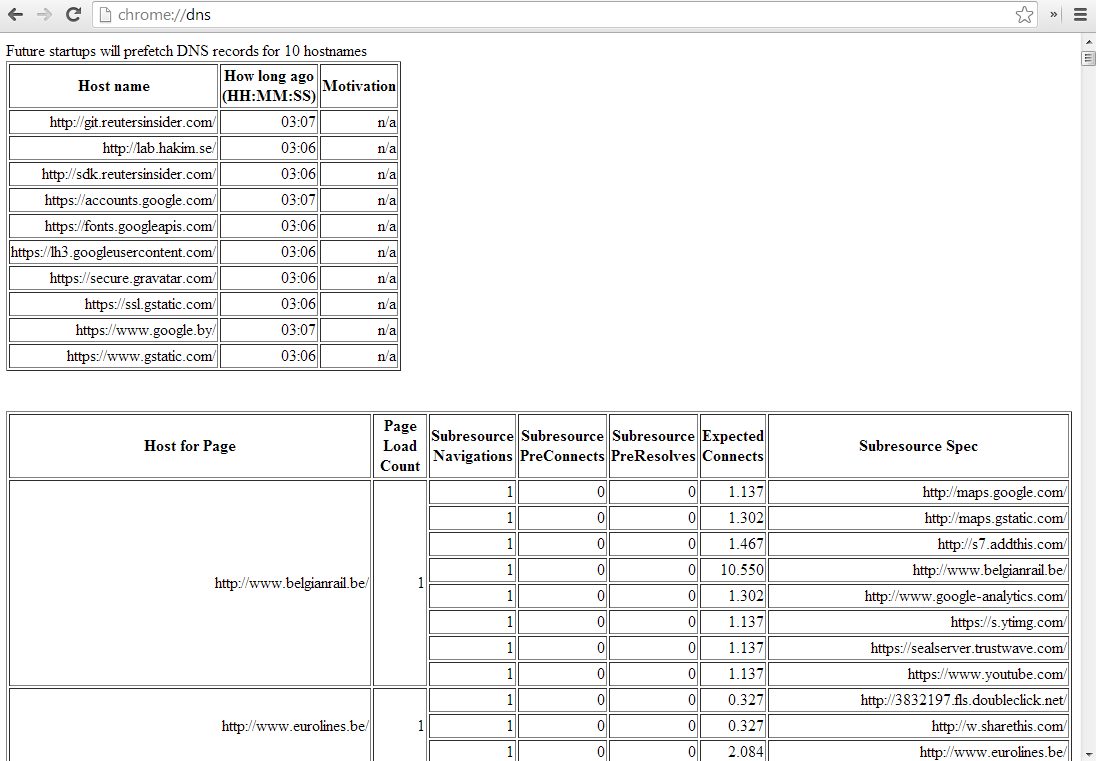 chrome://dns
»
Future startups will prefetch DNS records for 10 hostnames
Host name How long ago (HH:MM:SS) Motivation
http://git.reutersinsider.com/ 03:07 n/a
http://lab.hakim.se/ 03:06 n/a
http://sdk.reutersinsider.com/ 03:06 n/a
https://accounts.google.com/ 03:07 n/a
https://fonts.googleapis.com/ 03:06 n/a
https://lh3.googleusercontent.com/ 03:06 n/a
https://secure.gravatar.com/ 03:06 n/a
https://ssl.gstatic.com/ 03:06 n/a
https://www.google.by/ 03:07 n/a
https://www.gstatic.com/ 03:06 n/a
Host for Page Page Load Count Subresource Navigations Subresource PreConnects Subresource PreResolves Expected Connects Subresource Spec
http://www.belgianrail.be/ 1
1 0 0 1.137 http://maps.google.com/
1 0 0 1.302 http://maps.gstatic.com/
1 0 0 1.467 http://s7.addthis.com/
1 0 0 10.550 http://www.belgianrail.be/
1 0 0 1.302 http://www.google-analytics.com/
1 0 0 1.137 https://s.ytimg.com/
1 0 0 1.137 https://sealserver.trustwave.com/
1 0 0 1.137 https://www.youtube.com/
http://www.eurolines.be/ 1
1 0 0 0.327 http://3832197.fls.doubleclick.net/
1 0 0 0.327 http://w.sharethis.com/
1 0 0 2.084 http://www.eurolines.be/